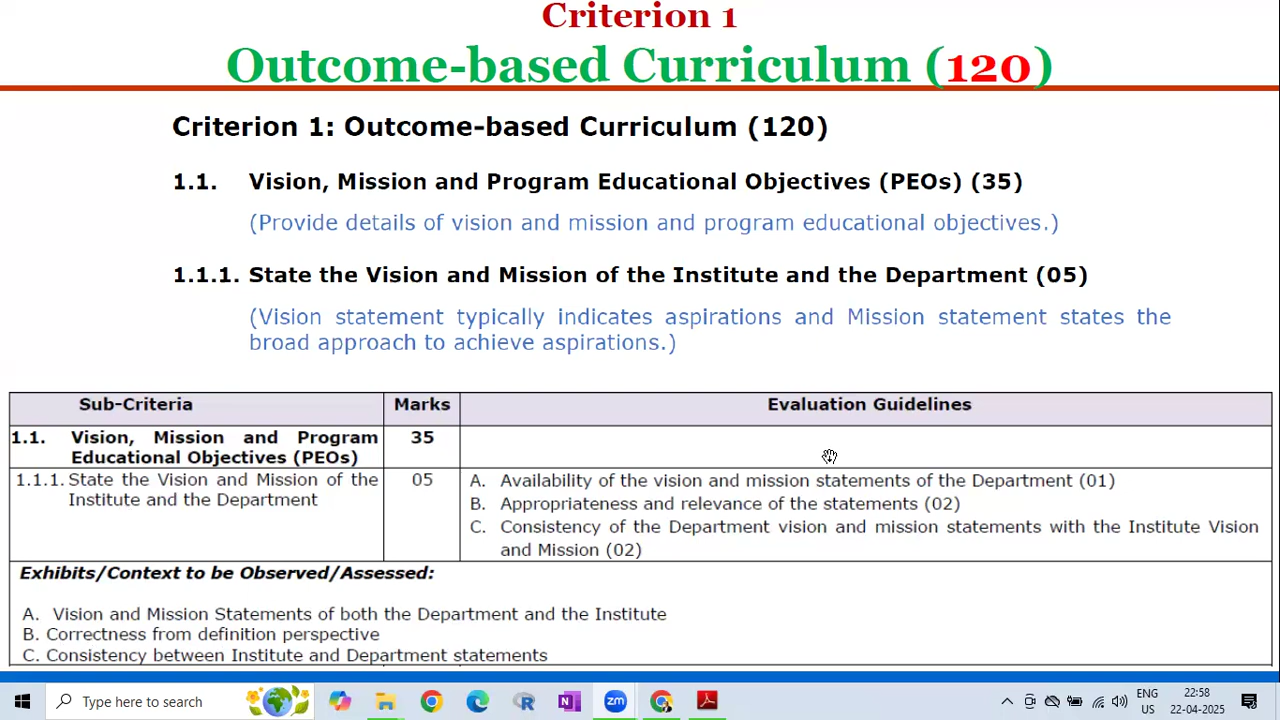 Criterion 1
Outcome-based Curriculum (120)
Criterion 1: Outcome-based Curriculum (120)
1.1. Vision, Mission and Program Educational Objectives (PEOs) (35)
(Provide details of vision and mission and program educational objectives.)
1.1.1. State the Vision and Mission of the Institute and the Department (05)
(Vision statement typically indicates aspirations and Mission statement states the
broad approach to achieve aspirations.)
Sub-Criteria Marks Evaluation Guidelines
1.1. Vision, Mission and Program 35
Educational Objectives (PEOs)
1.1.1. State the Vision and Mission of the 05
Institute and the Department
A. Availability of the vision and mission statements of the Department (01)
B. Appropriateness and relevance of the statements (02)
C. Consistency of the Department vision and mission statements with the Institute Vision
and Mission (02)
Exhibits/Context to be Observed/Assessed:
A. Vision and Mission Statements of both the Department and the Institute
B. Correctness from definition perspective
C. Consistency between Institute and Department statements
Type here to search
zm
ENG
US
22:58
22-04-2025